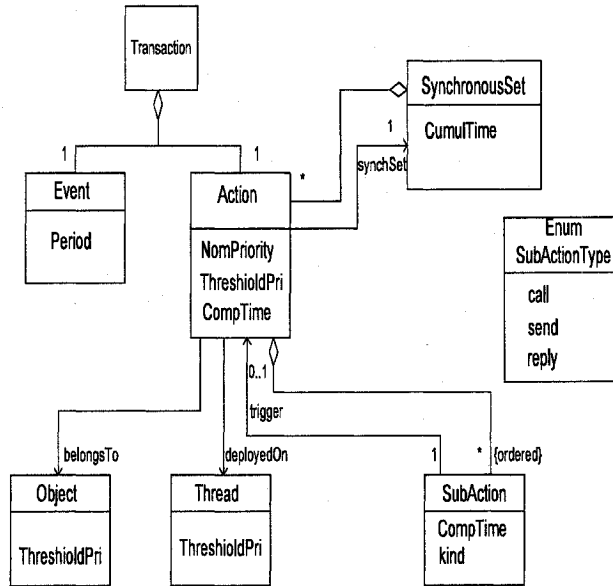 Transaction
SynchronousSet
CumulTime
1
synchSet
1
1
*
Event
Period
Action
NomPriority
ThreshioldPri
CompTime
Enum
SubActionType
call
send
reply
0..1
trigger
belongsTo
deployedOn
1
*
{ordered}
Object
ThreshioldPri
Thread
ThreshioldPri
SubAction
CompTime
kind